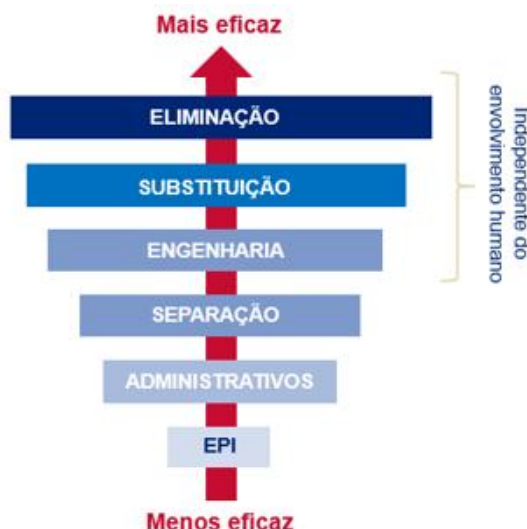 Mais eficaz
ELIMINAÇÃO
SUBSTITUIÇÃO
ENGENHARIA
SEPARAÇÃO
ADMINISTRATIVOS
EPI
Menos eficaz
Independente do
envolvimento humano